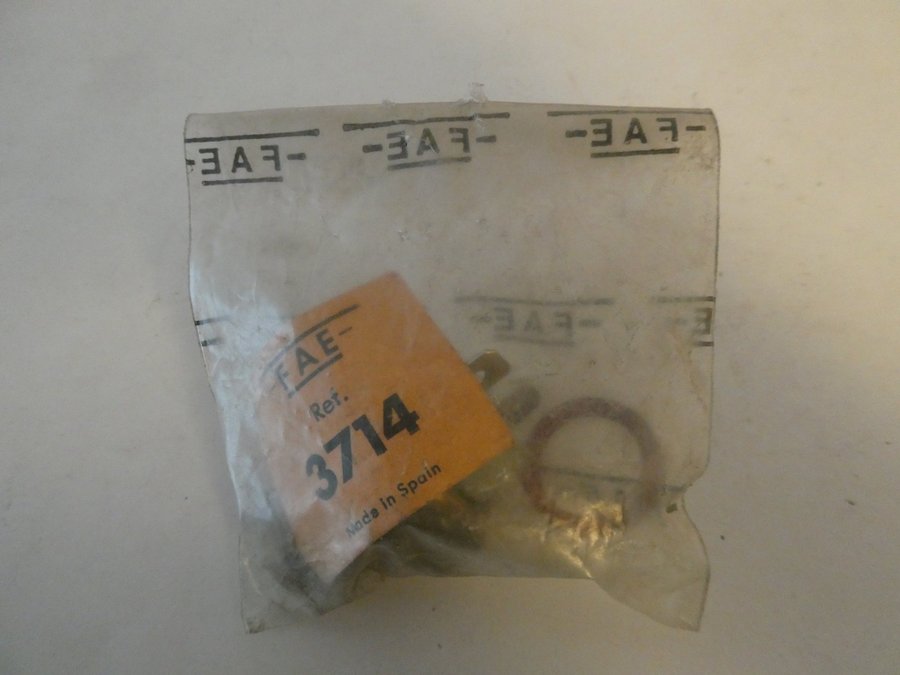 -FAE-
-FAE-
-FAE-
-FAE-
FAE-
Ref.
3714
Made in Spain